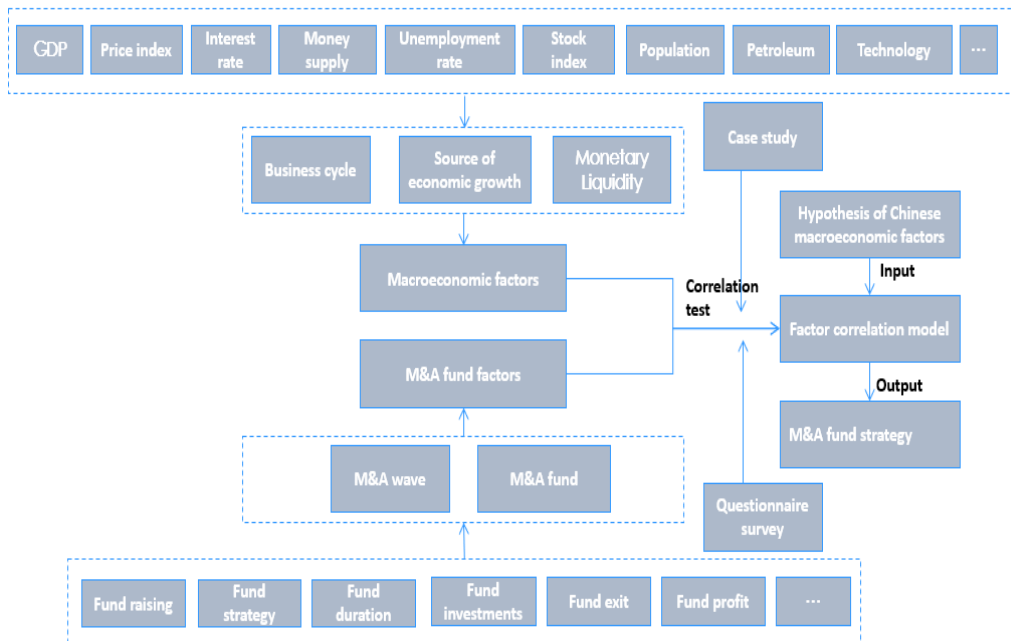 GDP
Price index
Interest
rate
Money
supply
Unemployment
rate
Stock
index
Population
Petroleum
Technology
...
Business cycle
Source of
economic growth
Monetary
Liquidity
Case study
Hypothesis of Chinese
macroeconomic factors
Macroeconomic factors
Correlation
test
Input
Factor correlation model
M&A fund factors
Output
M&A fund strategy
M&A wave
M&A fund
Questionnaire
survey
Fund raising
Fund
strategy
Fund
duration
Fund
investments
Fund exit
Fund profit
...